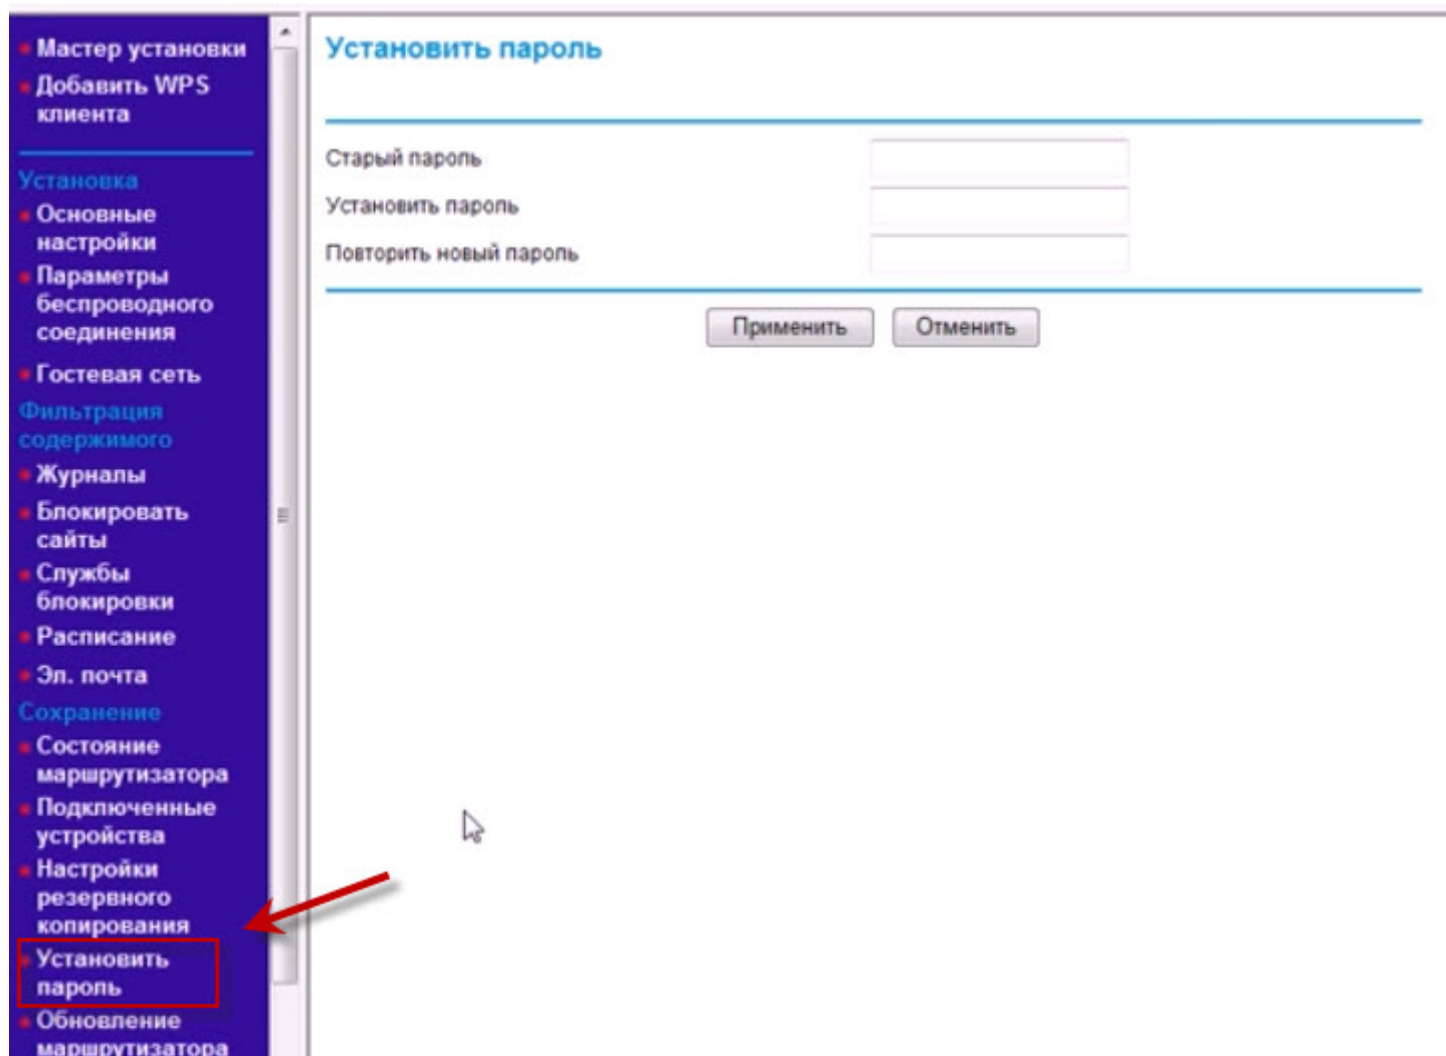 Мастер установки
Добавить WPS
клиента
Установка
Основные
настройки
Параметры
беспроводного
соединения
Гостевая сеть
Фильтрация
содержимого
Журналы
Блокировать
сайты
Службы
блокировки
Расписание
Эл. почта
Сохранение
Состояние
маршрутизатора
Подключенные
устройства
Настройки
резервного
копирования
Установить
пароль
Обновление
маршрутизатора
Установить пароль
Старый пароль
Установить пароль
Повторить новый пароль
Применить
Отменить